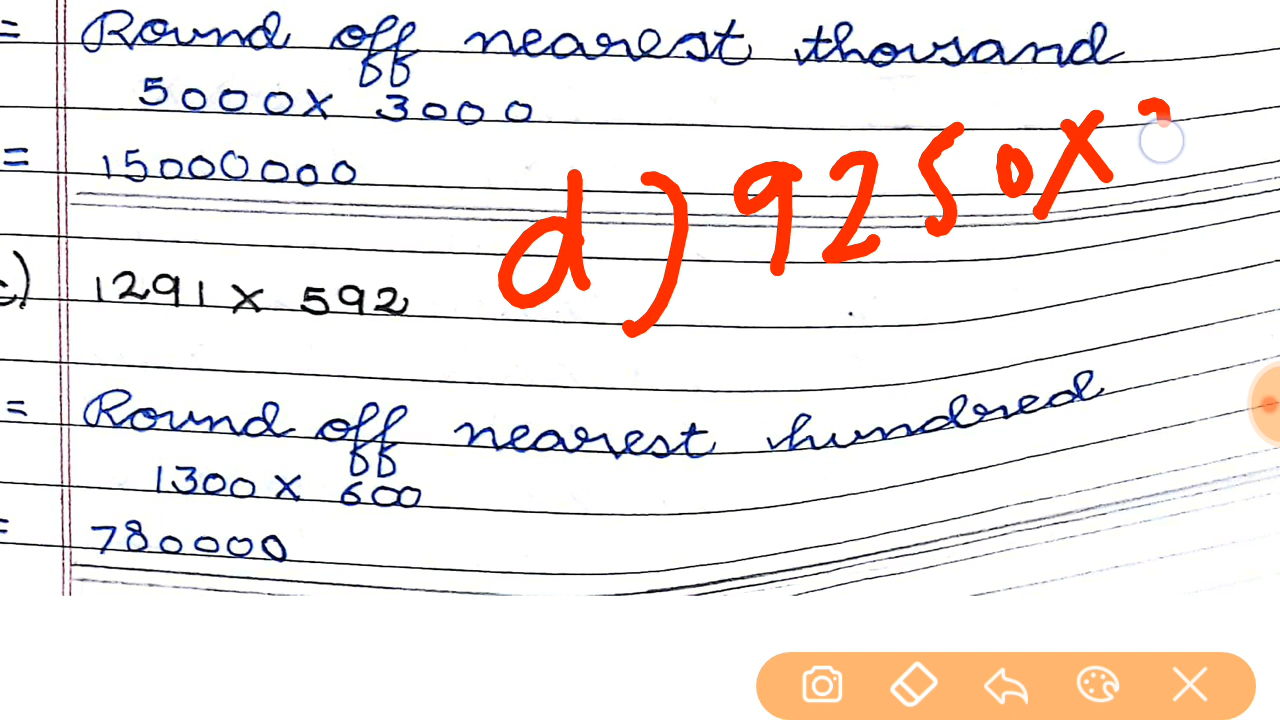 = Round off nearest thousand
5000 x 3000
= 15000000
d) 9250 x
c) 1291 x 592
= Round off nearest hundred
1300 x 600
= 780000